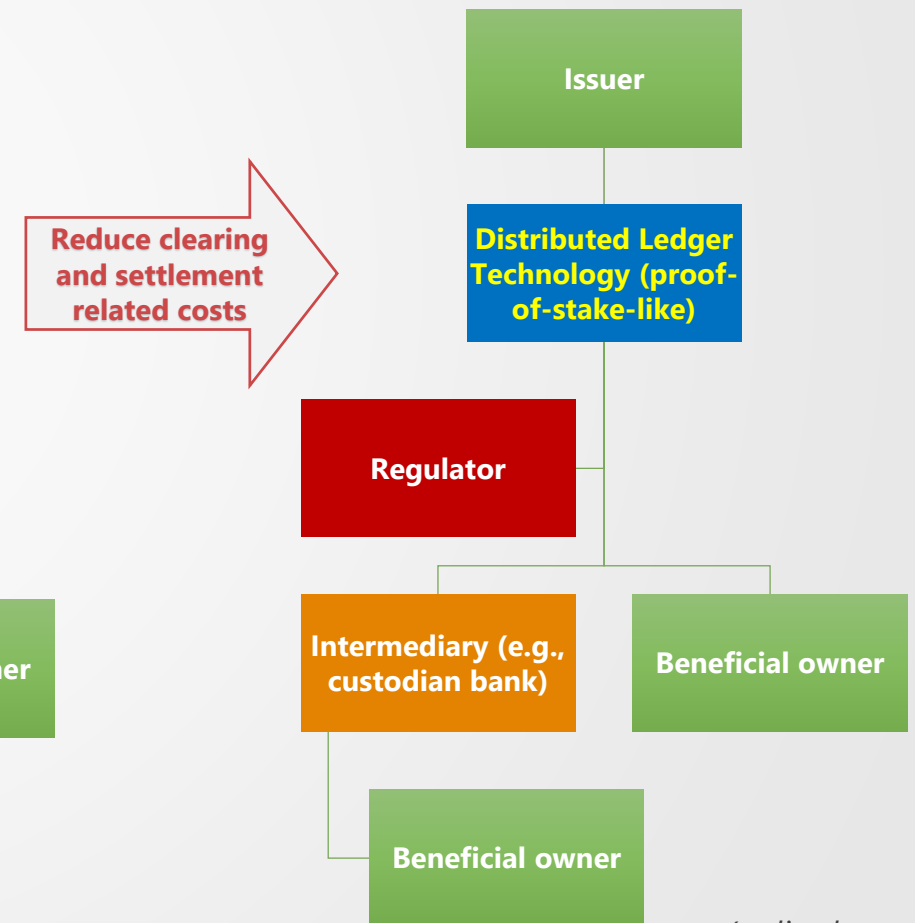 Issuer
Reduce clearing
and settlement
related costs
Distributed Ledger
Technology (proof-
of-stake-like)
Regulator
Intermediary (e.g.,
custodian bank)
Beneficial owner
Beneficial owner